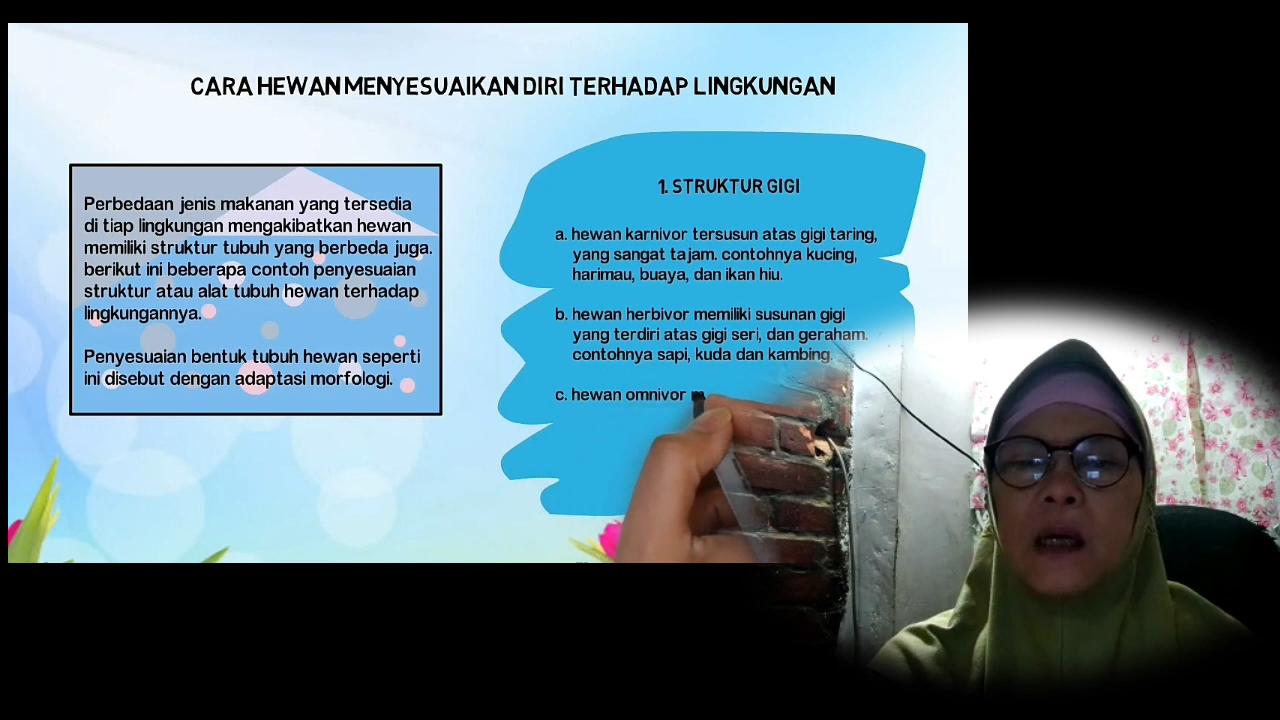 CARA HEWAN MENYESUAIKAN DIRI TERHADAP LINGKUNGAN
Perbedaan jenis makanan yang tersedia
di tiap lingkungan mengakibatkan hewan
memiliki struktur tubuh yang berbeda juga.
berikut ini beberapa contoh penyesuaian
struktur atau alat tubuh hewan terhadap
lingkungannya.
Penyesuaian bentuk tubuh hewan seperti
ini disebut dengan adaptasi morfologi.
1. STRUKTUR GIGI
a. hewan karnivor tersusun atas gigi taring,
yang sangat tajam. contohnya kucing,
harimau, buaya, dan ikan hiu.
b. hewan herbivor memiliki susunan gigi
yang terdiri atas gigi seri, dan geraham.
contohnya sapi, kuda dan kambing.
c. hewan omnivor m